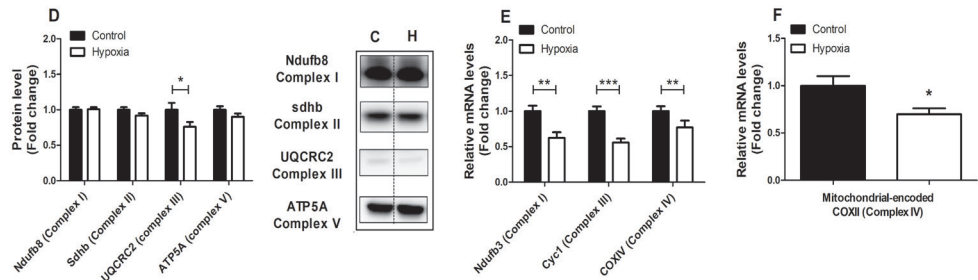 D
Control
Hypoxia
Protein level
(Fold change)
2.0
1.5
1.0
0.5
0.0
*
Ndufb8 (Complex I)
Sdhb (Complex II)
UQCRC2 (complex III)
ATP5A (Complex V)
C H
Ndufb8
Complex I
sdhb
Complex II
UQCRC2
Complex III
ATP5A
Complex V
E
Control
Hypoxia
Relative mRNA levels
(Fold change)
2.0
1.5
1.0
0.5
0.0
** *** **
Ndufb3 (Complex I)
Cyc1 (Complex III)
COXIV (Complex IV)
F
Control
Hypoxia
Relative mRNA levels
(Fold change)
1.5
1.0
0.5
0.0
*
Mitochondrial-encoded
COXII (Complex IV)